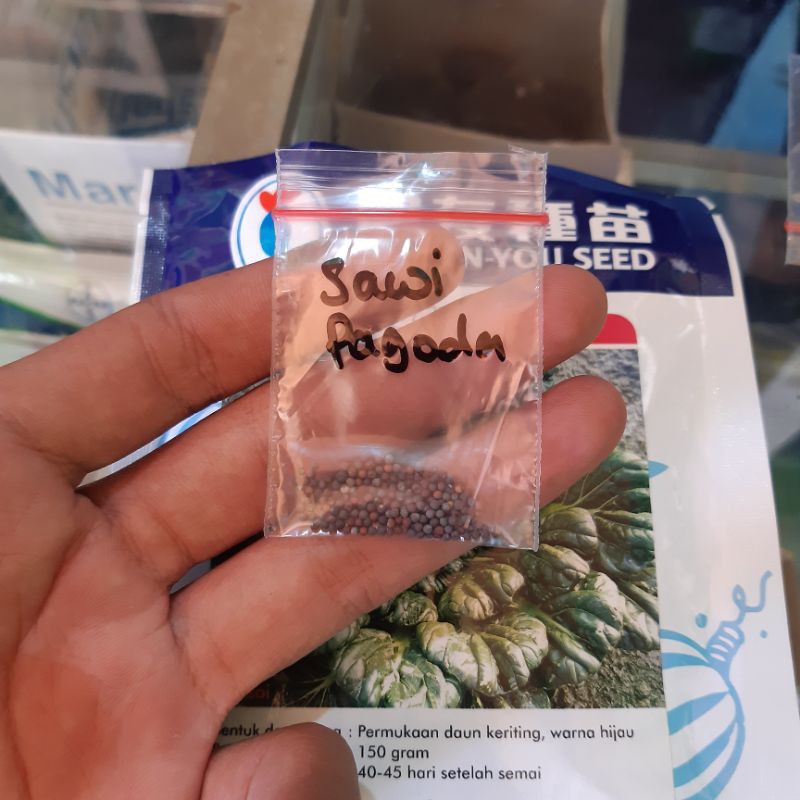 Mar
種苗
N-YOU SEED
Sawi
Pagoda
entuk d : Permukaan daun keriting, warna hijau
150 gram
40-45 hari setelah semai